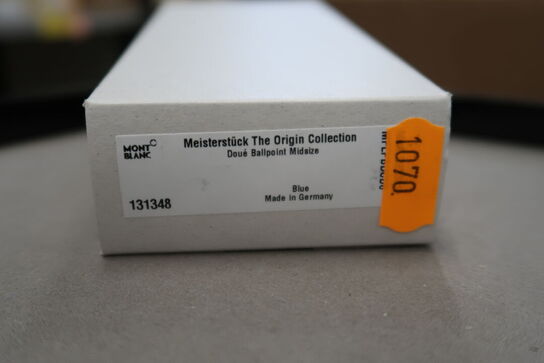 MONT
BLANC
Meisterstück The Origin Collection
Doué Ballpoint Midsize
Blue
Made in Germany
131348
1070.